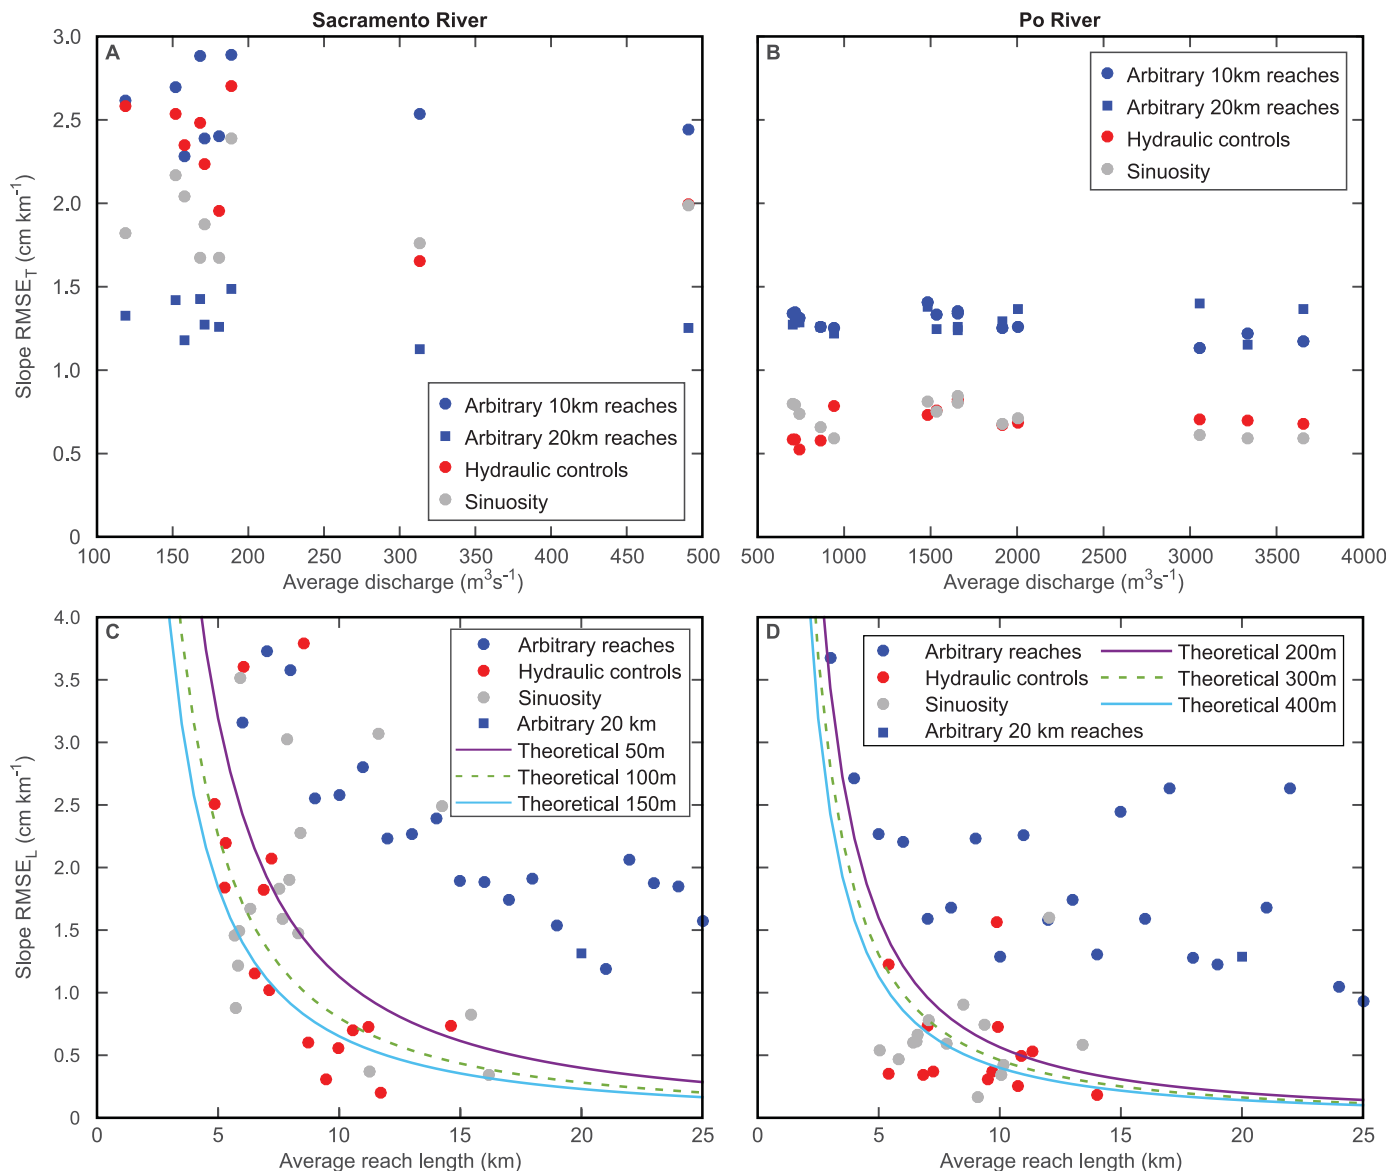 Sacramento River
Po River
A
3.0
2.5
2.0
1.5
1.0
0.5
0
Slope RMSE_T (cm km⁻¹)
Arbitrary 10km reaches
Arbitrary 20km reaches
Hydraulic controls
Sinuosity
100 150 200 250 300 350 400 450 500
Average discharge (m³s⁻¹)
B
Arbitrary 10km reaches
Arbitrary 20km reaches
Hydraulic controls
Sinuosity
500 1000 1500 2000 2500 3000 3500 4000
Average discharge (m³s⁻¹)
C
4.0
3.5
3.0
2.5
2.0
1.5
1.0
0.5
0
Slope RMSE_L (cm km⁻¹)
Arbitrary reaches
Hydraulic controls
Sinuosity
Arbitrary 20 km
Theoretical 50m
Theoretical 100m
Theoretical 150m
0 5 10 15 20 25
Average reach length (km)
D
Arbitrary reaches
Hydraulic controls
Sinuosity
Arbitrary 20 km reaches
Theoretical 200m
Theoretical 300m
Theoretical 400m
0 5 10 15 20 25
Average reach length (km)